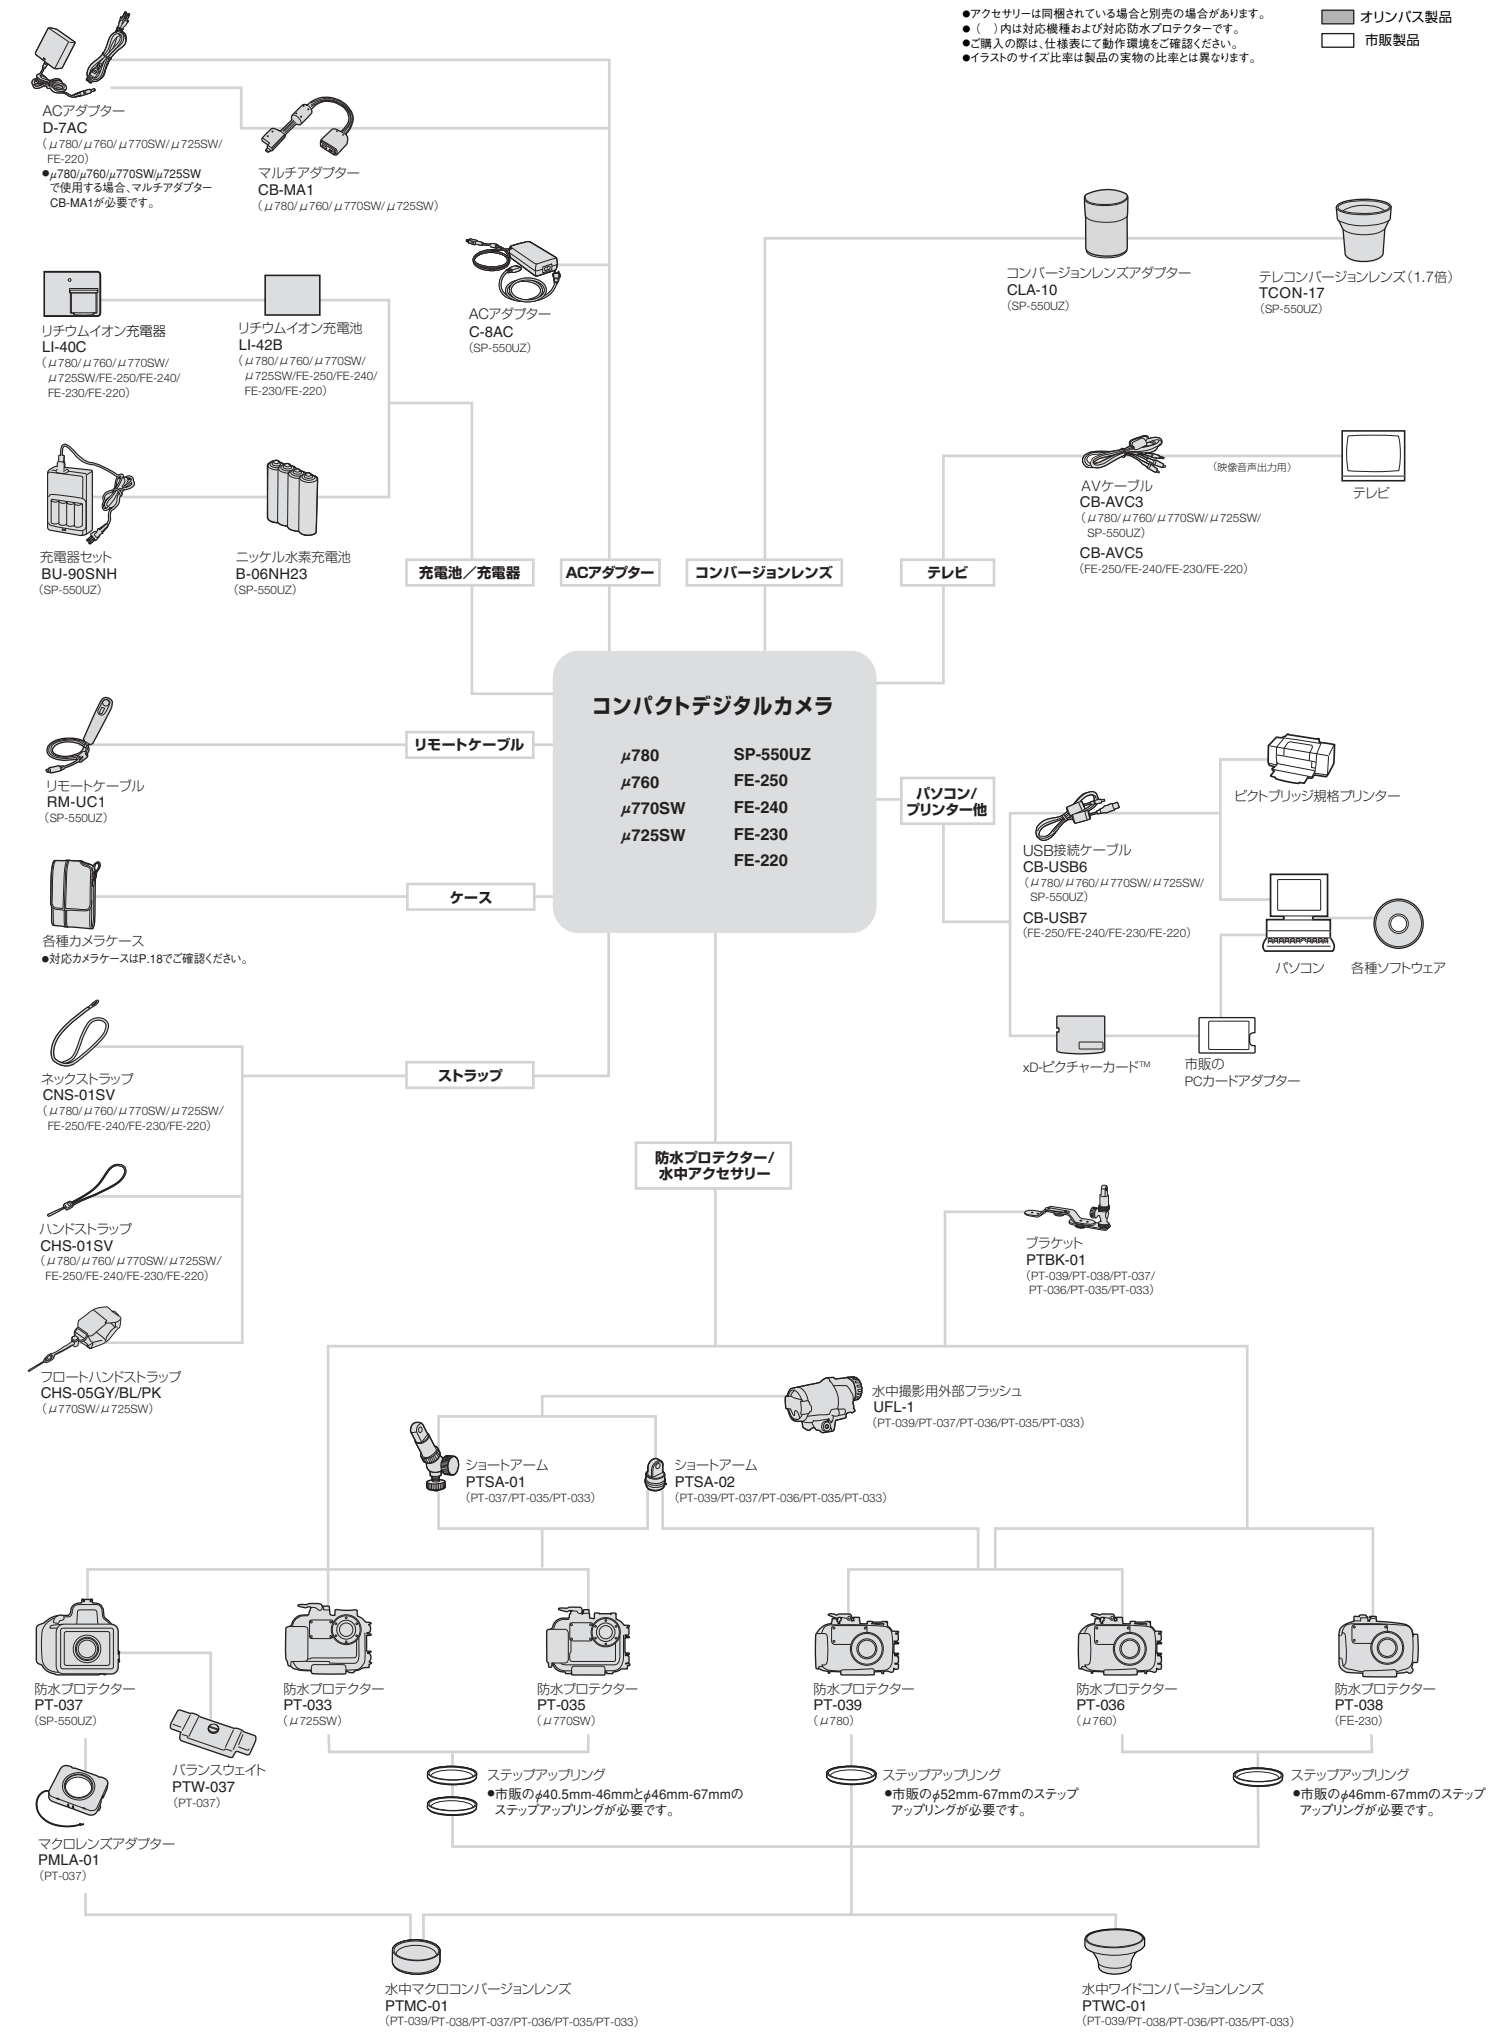 ●アクセサリーは同梱されている場合と別売の場合があります。
●（　）内は対応機種および対応防水プロテクターです。
●ご購入の際は、仕様表にて動作環境をご確認ください。
●イラストのサイズ比率は製品の実物の比率とは異なります。
オリンパス製品
市販製品
ACアダプター
D-7AC
（μ780/μ760/μ770SW/μ725SW/
FE-220）
●μ780/μ760/μ770SW/μ725SW
で使用する場合、マルチアダプター
CB-MA1が必要です。
マルチアダプター
CB-MA1
（μ780/μ760/μ770SW/μ725SW）
ACアダプター
C-8AC
（SP-550UZ）
コンバージョンレンズアダプター
CLA-10
（SP-550UZ）
テレコンバージョンレンズ（1.7倍）
TCON-17
（SP-550UZ）
リチウムイオン充電器
LI-40C
（μ780/μ760/μ770SW/
μ725SW/FE-250/FE-240/
FE-230/FE-220）
リチウムイオン充電池
LI-42B
（μ780/μ760/μ770SW/
μ725SW/FE-250/FE-240/
FE-230/FE-220）
充電器セット
BU-90SNH
（SP-550UZ）
ニッケル水素充電池
B-06NH23
（SP-550UZ）
AVケーブル
CB-AVC3
（μ780/μ760/μ770SW/μ725SW/
SP-550UZ）
CB-AVC5
（FE-250/FE-240/FE-230/FE-220）
（映像音声出力用）
テレビ
充電池／充電器
ACアダプター
コンバージョンレンズ
テレビ
コンパクトデジタルカメラ
μ780
μ760
μ770SW
μ725SW
SP-550UZ
FE-250
FE-240
FE-230
FE-220
リモートケーブル
リモートケーブル
RM-UC1
（SP-550UZ）
ケース
各種カメラケース
●対応カメラケースはP.18でご確認ください。
パソコン/
プリンター他
USB接続ケーブル
CB-USB6
（μ780/μ760/μ770SW/μ725SW/
SP-550UZ）
CB-USB7
（FE-250/FE-240/FE-230/FE-220）
ピクトブリッジ規格プリンター
パソコン
各種ソフトウェア
xD-ピクチャーカード™
市販の
PCカードアダプター
ストラップ
ネックストラップ
CNS-01SV
（μ780/μ760/μ770SW/μ725SW/
FE-250/FE-240/FE-230/FE-220）
ハンドストラップ
CHS-01SV
（μ780/μ760/μ770SW/μ725SW/
FE-250/FE-240/FE-230/FE-220）
フロートハンドストラップ
CHS-05GY/BL/PK
（μ770SW/μ725SW）
防水プロテクター/
水中アクセサリー
ブラケット
PTBK-01
（PT-039/PT-038/PT-037/
PT-036/PT-035/PT-033）
水中撮影用外部フラッシュ
UFL-1
（PT-039/PT-037/PT-036/PT-035/PT-033）
ショートアーム
PTSA-01
（PT-037/PT-035/PT-033）
ショートアーム
PTSA-02
（PT-039/PT-037/PT-036/PT-035/PT-033）
防水プロテクター
PT-037
（SP-550UZ）
防水プロテクター
PT-033
（μ725SW）
防水プロテクター
PT-035
（μ770SW）
防水プロテクター
PT-039
（μ780）
防水プロテクター
PT-036
（μ760）
防水プロテクター
PT-038
（FE-230）
バランスウェイト
PTW-037
（PT-037）
ステップアップリング
●市販のφ40.5mm-46mmとφ46mm-67mmの
ステップアップリングが必要です。
ステップアップリング
●市販のφ52mm-67mmのステップ
アップリングが必要です。
ステップアップリング
●市販のφ46mm-67mmのステップ
アップリングが必要です。
マクロレンズアダプター
PMLA-01
（PT-037）
水中マクロコンバージョンレンズ
PTMC-01
（PT-039/PT-038/PT-037/PT-036/PT-035/PT-033）
水中ワイドコンバージョンレンズ
PTWC-01
（PT-039/PT-038/PT-036/PT-035/PT-033）